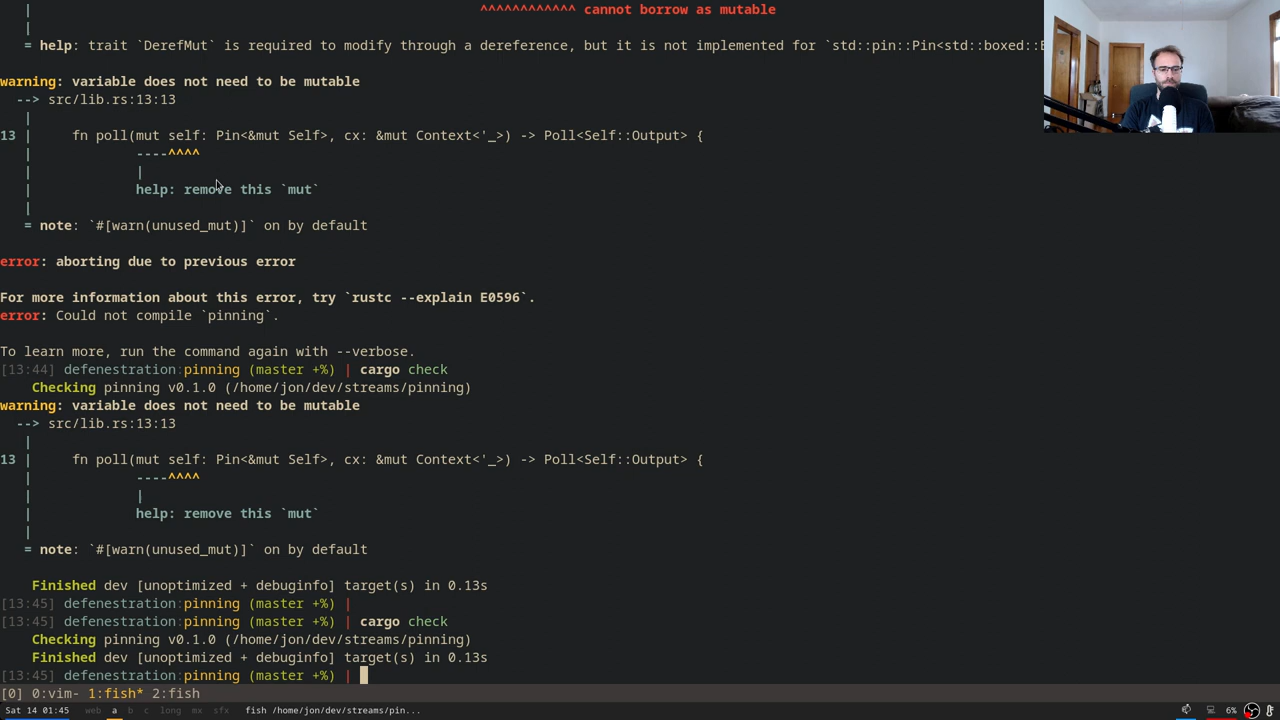 |                                                        ^^^^^^^^^^^^ cannot borrow as mutable
|
= help: trait `DerefMut` is required to modify through a dereference, but it is not implemented for `std::pin::Pin<std::boxed::
warning: variable does not need to be mutable
--> src/lib.rs:13:13
|
13 |     fn poll(mut self: Pin<&mut Self>, cx: &mut Context<'_>) -> Poll<Self::Output> {
|             ----^^^^
|             |
|             help: remove this `mut`
|
= note: `#[warn(unused_mut)]` on by default
error: aborting due to previous error
For more information about this error, try `rustc --explain E0596`.
error: Could not compile `pinning`.
To learn more, run the command again with --verbose.
[13:44] defenestration:pinning (master +%) | cargo check
Checking pinning v0.1.0 (/home/jon/dev/streams/pinning)
warning: variable does not need to be mutable
--> src/lib.rs:13:13
|
13 |     fn poll(mut self: Pin<&mut Self>, cx: &mut Context<'_>) -> Poll<Self::Output> {
|             ----^^^^
|             |
|             help: remove this `mut`
|
= note: `#[warn(unused_mut)]` on by default
Finished dev [unoptimized + debuginfo] target(s) in 0.13s
[13:45] defenestration:pinning (master +%) |
[13:45] defenestration:pinning (master +%) | cargo check
Checking pinning v0.1.0 (/home/jon/dev/streams/pinning)
Finished dev [unoptimized + debuginfo] target(s) in 0.13s
[13:45] defenestration:pinning (master +%) |
[0] 0:vim- 1:fish* 2:fish
Sat 14 01:45 web a b c long mx sfx fish /home/jon/dev/streams/pin... 6%